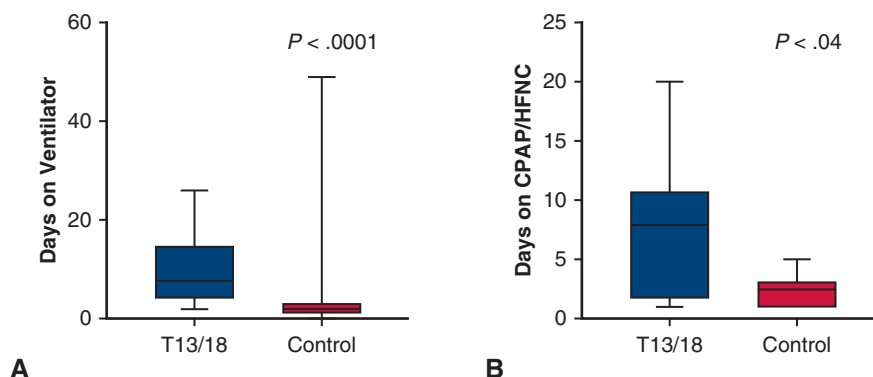 60
P < .0001
40
Days on Ventilator
20
0
T13/18
Control
A
25
P < .04
20
15
Days on CPAP/HFNC
10
5
0
T13/18
Control
B